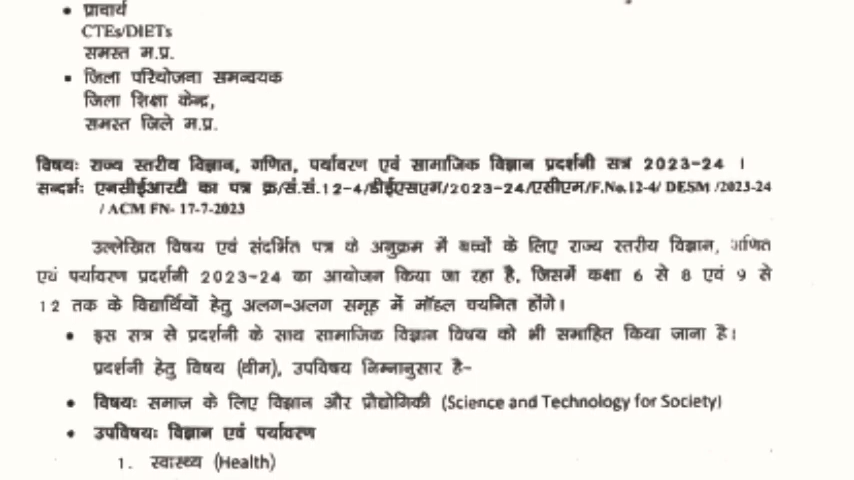 • प्राचार्य
CTEs/DIETs
समस्त म.प्र.
• जिला परियोजना समन्वयक
जिला शिक्षा केन्द्र,
समस्त जिले म.प्र.
विषयः राज्य स्तरीय विज्ञान, गणित, पर्यावरण एवं सामाजिक विज्ञान प्रदर्शनी सत्र 2023-24 ।
सन्दर्भः एनसीईआरटी का पत्र क्र/सं.सं.12-4/डीईएसएम/2023-24/एसीएम/F.No.12-4/ DESM /2023-24
/ ACM FN- 17-7-2023
उल्लेखित विषय एवं संदर्भित पत्र के अनुक्रम में बच्चों के लिए राज्य स्तरीय विज्ञान, गणित
एवं पर्यावरण प्रदर्शनी 2023-24 का आयोजन किया जा रहा है, जिसमें कक्षा 6 से 8 एवं 9 से
12 तक के विद्यार्थियों हेतु अलग-अलग समूह में मॉडल चयनित होंगे।
• इस सत्र से प्रदर्शनी के साथ सामाजिक विज्ञान विषय को भी समाहित किया जाना है।
प्रदर्शनी हेतु विषय (थीम), उपविषय निम्नानुसार है-
• विषयः समाज के लिए विज्ञान और प्रौद्योगिकी (Science and Technology for Society)
• उपविषयः विज्ञान एवं पर्यावरण
1. स्वास्थ्य (Health)